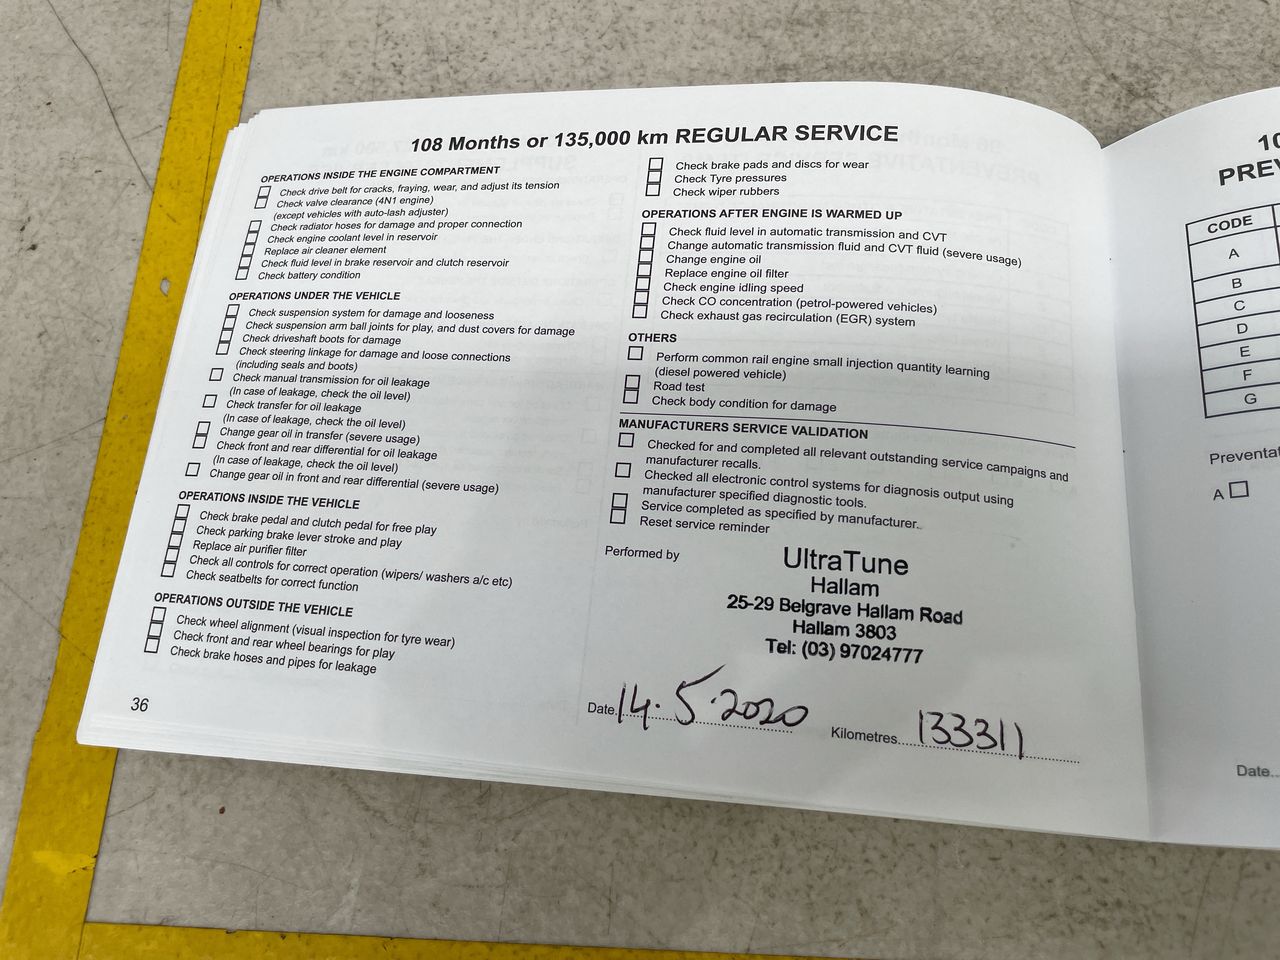 108 Months or 135,000 km REGULAR SERVICE
OPERATIONS INSIDE THE ENGINE COMPARTMENT
Check drive belt for cracks, fraying, wear, and adjust its tension
Check valve clearance (4N1 engine)
(except vehicles with auto-lash adjuster)
Check radiator hoses for damage and proper connection
Check engine coolant level in reservoir
Replace air cleaner element
Check fluid level in brake reservoir and clutch reservoir
Check battery condition
OPERATIONS UNDER THE VEHICLE
Check suspension system for damage and looseness
Check suspension arm ball joints for play, and dust covers for damage
Check driveshaft boots for damage
Check steering linkage for damage and loose connections
(including seals and boots)
Check manual transmission for oil leakage
(In case of leakage, check the oil level)
Check transfer for oil leakage
(In case of leakage, check the oil level)
Change gear oil in transfer (severe usage)
Check front and rear differential for oil leakage
(In case of leakage, check the oil level)
Change gear oil in front and rear differential (severe usage)
OPERATIONS INSIDE THE VEHICLE
Check brake pedal and clutch pedal for free play
Check parking brake lever stroke and play
Replace air purifier filter
Check all controls for correct operation (wipers/ washers a/c etc)
Check seatbelts for correct function
OPERATIONS OUTSIDE THE VEHICLE
Check wheel alignment (visual inspection for tyre wear)
Check front and rear wheel bearings for play
Check brake hoses and pipes for leakage
36
Check brake pads and discs for wear
Check Tyre pressures
Check wiper rubbers
OPERATIONS AFTER ENGINE IS WARMED UP
Check fluid level in automatic transmission and CVT
Change automatic transmission fluid and CVT fluid (severe usage)
Change engine oil
Replace engine oil filter
Check engine idling speed
Check CO concentration (petrol-powered vehicles)
Check exhaust gas recirculation (EGR) system
OTHERS
Perform common rail engine small injection quantity learning
(diesel powered vehicle)
Road test
Check body condition for damage
MANUFACTURERS SERVICE VALIDATION
Checked for and completed all relevant outstanding service campaigns and
manufacturer recalls.
Checked all electronic control systems for diagnosis output using
manufacturer specified diagnostic tools.
Service completed as specified by manufacturer.
Reset service reminder
Performed by
UltraTune
Hallam
25-29 Belgrave Hallam Road
Hallam 3803
Tel: (03) 97024777
Date 14.5.2020
Kilometres 133311
10
PREV
CODE
A
B
C
D
E
F
G
Preventa
A
Date